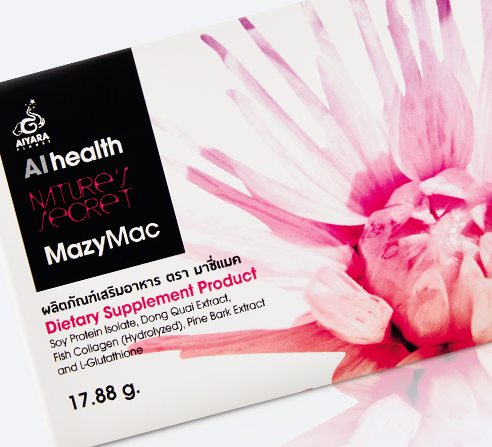 AIYARA
PLANET
AIhealth
NATURE'S
SECRET
MazyMac
ผลิตภัณฑ์เสริมอาหาร ตรา มาซี่แมค
Dietary Supplement Product
Soy Protein Isolate, Dong Quai Extract,
Fish Collagen (Hydrolyzed), Pine Bark Extract
and L-Glutathione
17.88 g.